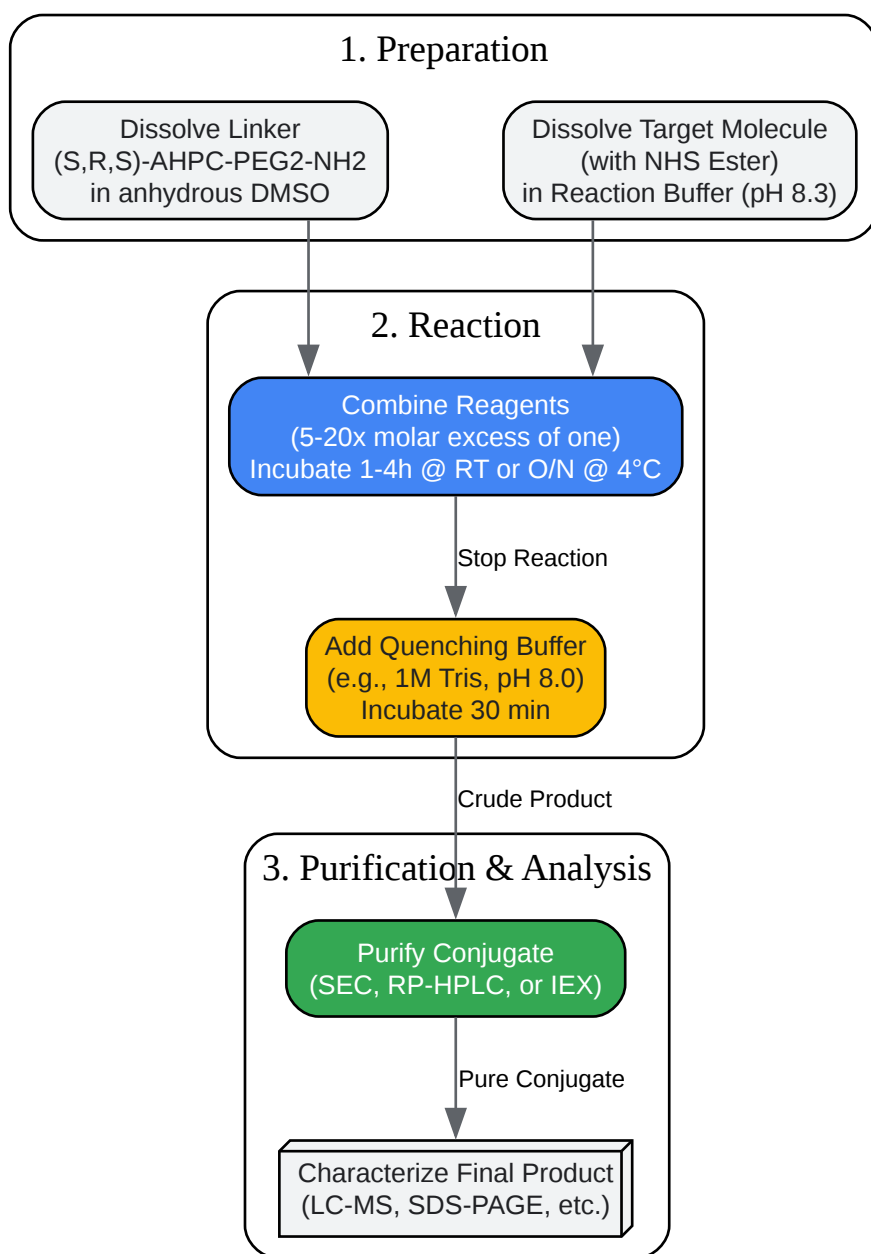 1. Preparation
Dissolve Linker
(S,R,S)-AHPC-PEG2-NH2
in anhydrous DMSO
Dissolve Target Molecule
(with NHS Ester)
in Reaction Buffer (pH 8.3)
2. Reaction
Combine Reagents
(5-20x molar excess of one)
Incubate 1-4h @ RT or O/N @ 4°C
Stop Reaction
Add Quenching Buffer
(e.g., 1M Tris, pH 8.0)
Incubate 30 min
Crude Product
3. Purification & Analysis
Purify Conjugate
(SEC, RP-HPLC, or IEX)
Pure Conjugate
Characterize Final Product
(LC-MS, SDS-PAGE, etc.)